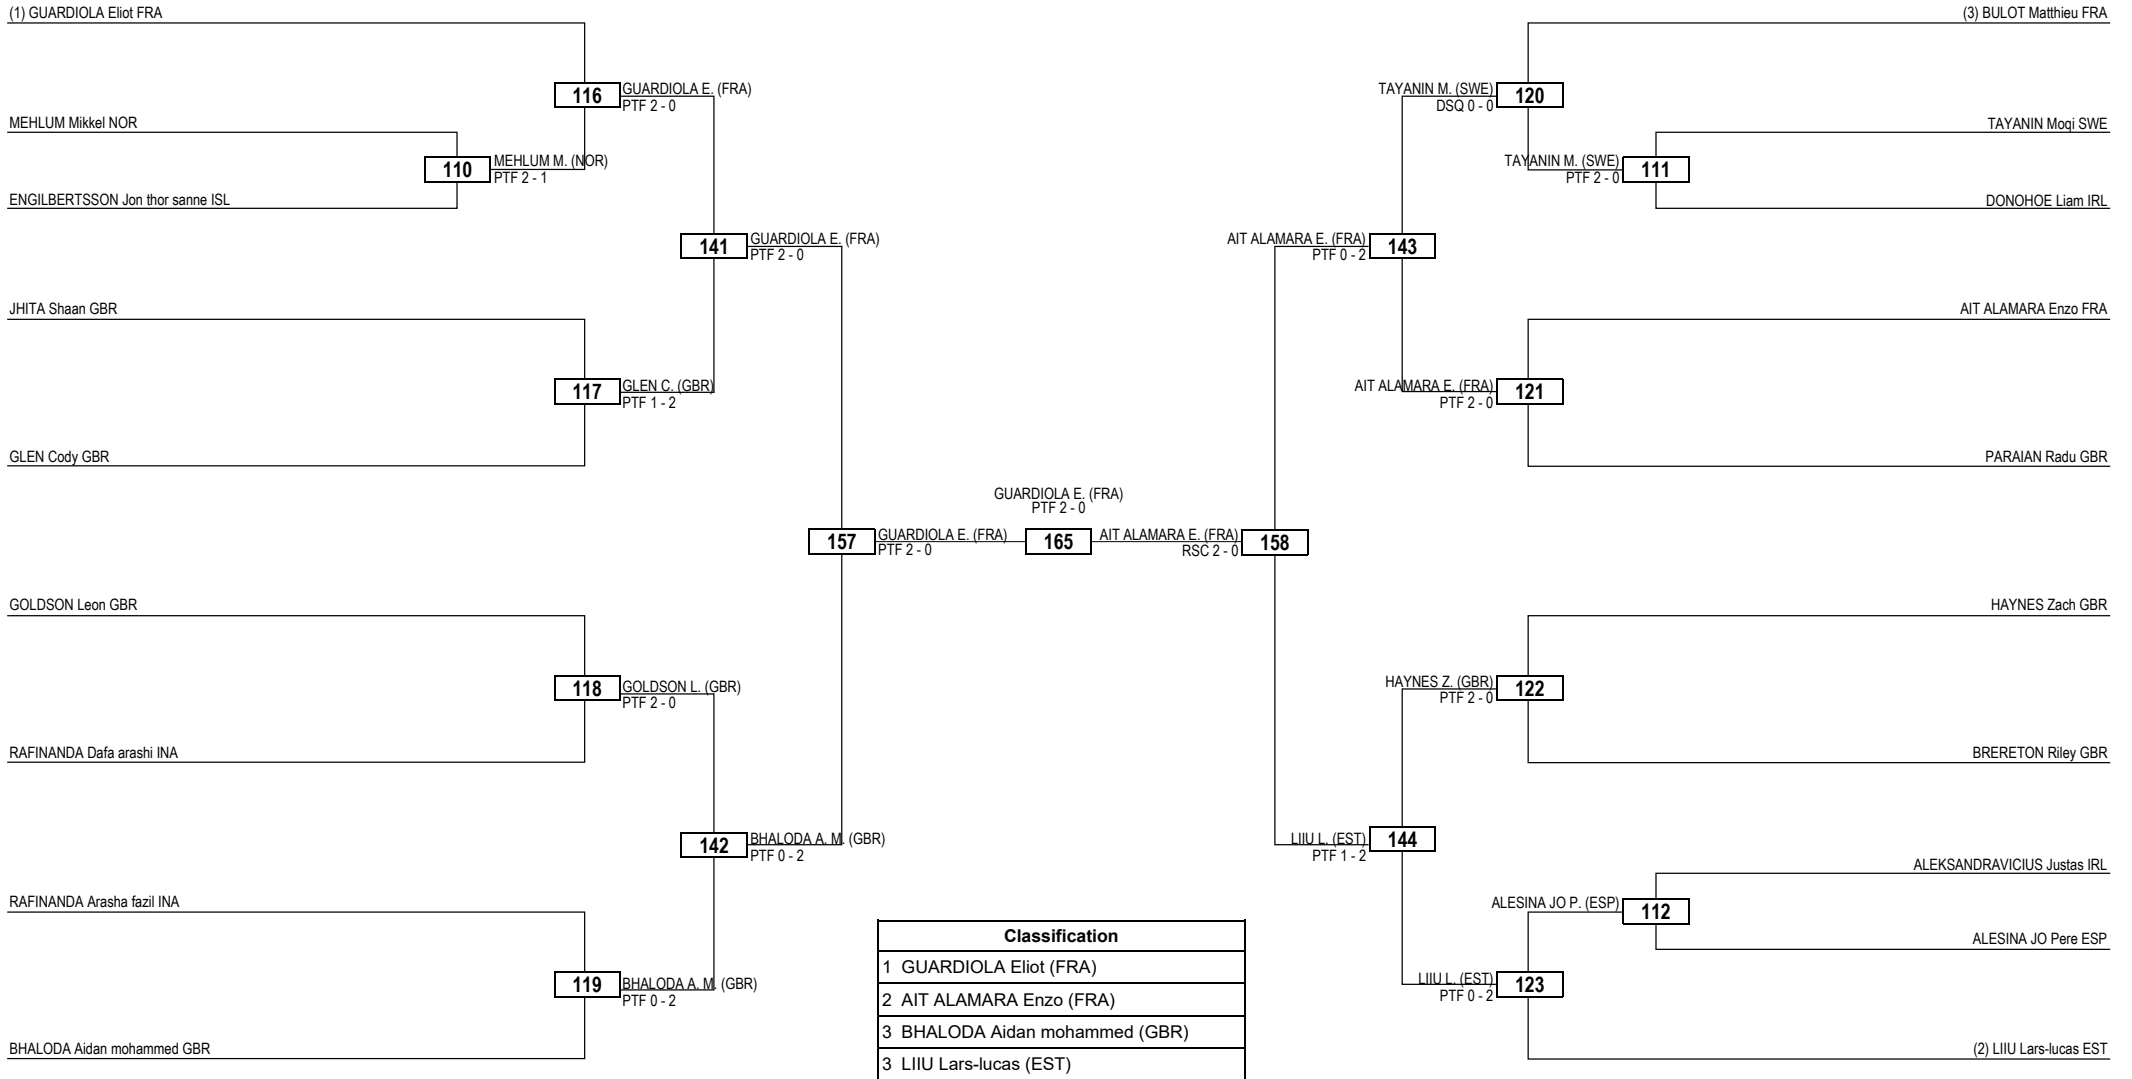 (1) GUARDIOLA Eliot FRA
116
GUARDIOLA E. (FRA)
PTF 2 - 0
MEHLUM Mikkel NOR
110
MEHLUM M. (NOR)
PTF 2 - 1
ENGILBERTSSON Jon thor sanne ISL
141
GUARDIOLA E. (FRA)
PTF 2 - 0
JHITA Shaan GBR
117
GLEN C. (GBR)
PTF 1 - 2
GLEN Cody GBR
157
GUARDIOLA E. (FRA)
PTF 2 - 0
GOLDSON Leon GBR
118
GOLDSON L. (GBR)
PTF 2 - 0
RAFINANDA Dafa arashi INA
142
BHALODA A. M. (GBR)
PTF 0 - 2
RAFINANDA Arasha fazil INA
119
BHALODA A. M. (GBR)
PTF 0 - 2
BHALODA Aidan mohammed GBR
GUARDIOLA E. (FRA)
PTF 2 - 0
165
(3) BULOT Matthieu FRA
TAYANIN M. (SWE)
DSQ 0 - 0
120
TAYANIN Moqi SWE
TAYANIN M. (SWE)
PTF 2 - 0
111
DONOHOE Liam IRL
AIT ALAMARA E. (FRA)
PTF 0 - 2
143
AIT ALAMARA Enzo FRA
AIT ALAMARA E. (FRA)
PTF 2 - 0
121
PARAIAN Radu GBR
AIT ALAMARA E. (FRA)
RSC 2 - 0
158
HAYNES Zach GBR
HAYNES Z. (GBR)
PTF 2 - 0
122
BRERETON Riley GBR
LIIU L. (EST)
PTF 1 - 2
144
ALEKSANDRAVICIUS Justas IRL
ALESINA JO P. (ESP)
112
ALESINA JO Pere ESP
LIIU L. (EST)
PTF 0 - 2
123
(2) LIIU Lars-lucas EST
Classification
1 GUARDIOLA Eliot (FRA)
2 AIT ALAMARA Enzo (FRA)
3 BHALODA Aidan mohammed (GBR)
3 LIIU Lars-lucas (EST)